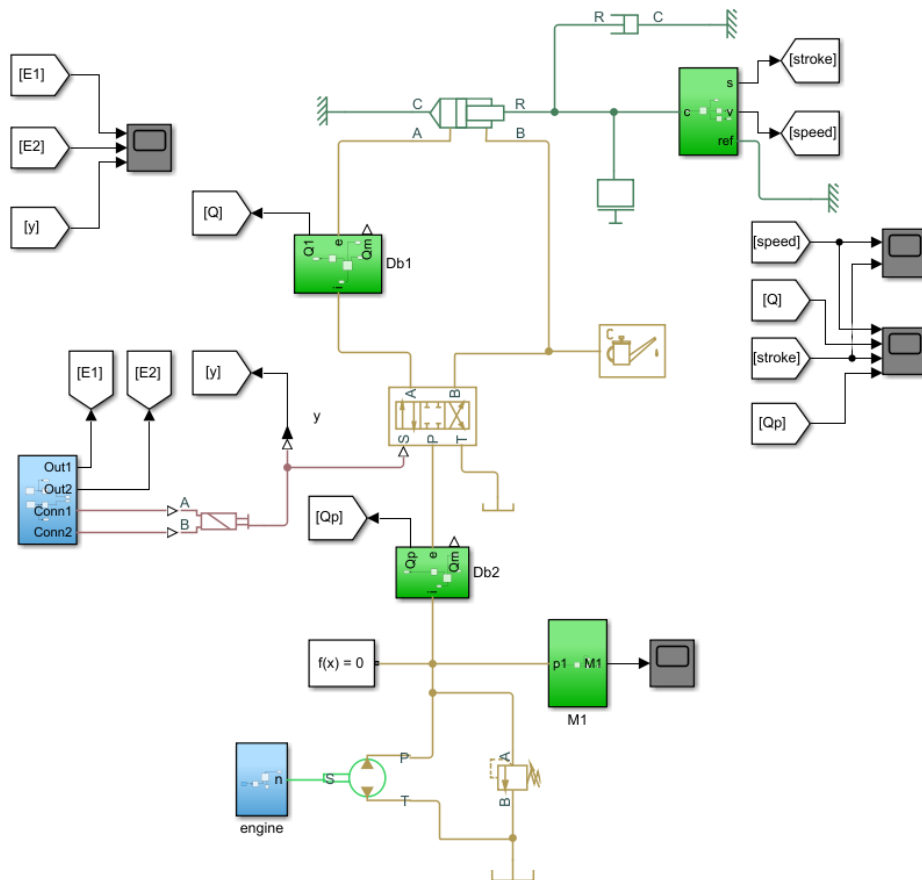 R
C
[E1]
[stroke]
C
R
s
c
v
[E2]
A
B
[speed]
ref
[y]
[Q]
Q1
e
Qm
Db1
i
[speed]
[Q]
C
[stroke]
[E1]
[E2]
[y]
A
B
[Qp]
y
S
P
T
Out1
Out2
A
Conn1
B
Conn2
[Qp]
Qp
e
Qm
Db2
i
f(x) = 0
p1
M1
M1
P
A
n
S
T
B
engine